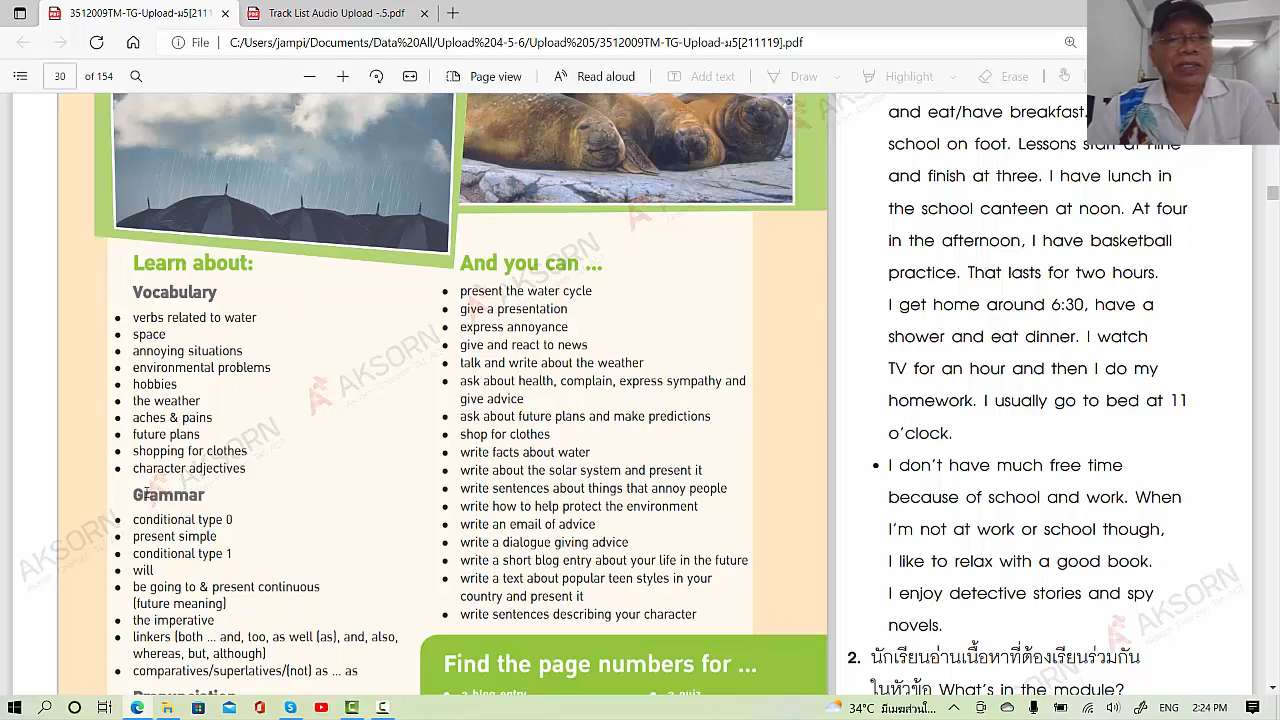 3512009TM-TG-Upload-ม5[2111
Track List Audio Upload -.5.pdf
File
C:/Users/jampi/Documents/Data%20All/Upload%204-5-6/Upload%205/3512009TM-TG-Upload-ม5[211119].pdf
30 of 154
Page view
Read aloud
Add text
Draw
Highlight
Erase
Learn about:
Vocabulary
verbs related to water
space
annoying situations
environmental problems
hobbies
the weather
aches & pains
future plans
shopping for clothes
character adjectives
Grammar
conditional type 0
present simple
conditional type 1
will
be going to & present continuous
(future meaning)
the imperative
linkers (both ... and, too, as well (as), and, also,
whereas, but, although)
comparatives/superlatives/(not) as ... as
And you can ...
present the water cycle
give a presentation
express annoyance
give and react to news
talk and write about the weather
ask about health, complain, express sympathy and
give advice
ask about future plans and make predictions
shop for clothes
write facts about water
write about the solar system and present it
write sentences about things that annoy people
write how to help protect the environment
write an email of advice
write a dialogue giving advice
write a short blog entry about your life in the future
write a text about popular teen styles in your
country and present it
write sentences describing your character
Find the page numbers for ...
and eat/have breakfast.
school on foot. Lessons start at nine
and finish at three. I have lunch in
the school canteen at noon. At four
in the afternoon, I have basketball
practice. That lasts for two hours.
I get home around 6:30, have a
shower and eat dinner. I watch
TV for an hour and then I do my
homework. I usually go to bed at 11
o'clock.
• I don't have much free time
because of school and work. When
I'm not at work or school though,
I like to relax with a good book.
I enjoy detective stories and spy
novels.
2. นักเรียนอ่านเนื้อหาที่ต้องเรียนร่วมกัน
ในหัวข้อ What's in the module?
AKSORN
AKSORN
AKSORN
AKSORN
AKSORN
34°C มีเมฆส่วนใ...
ENG
2:24 PM